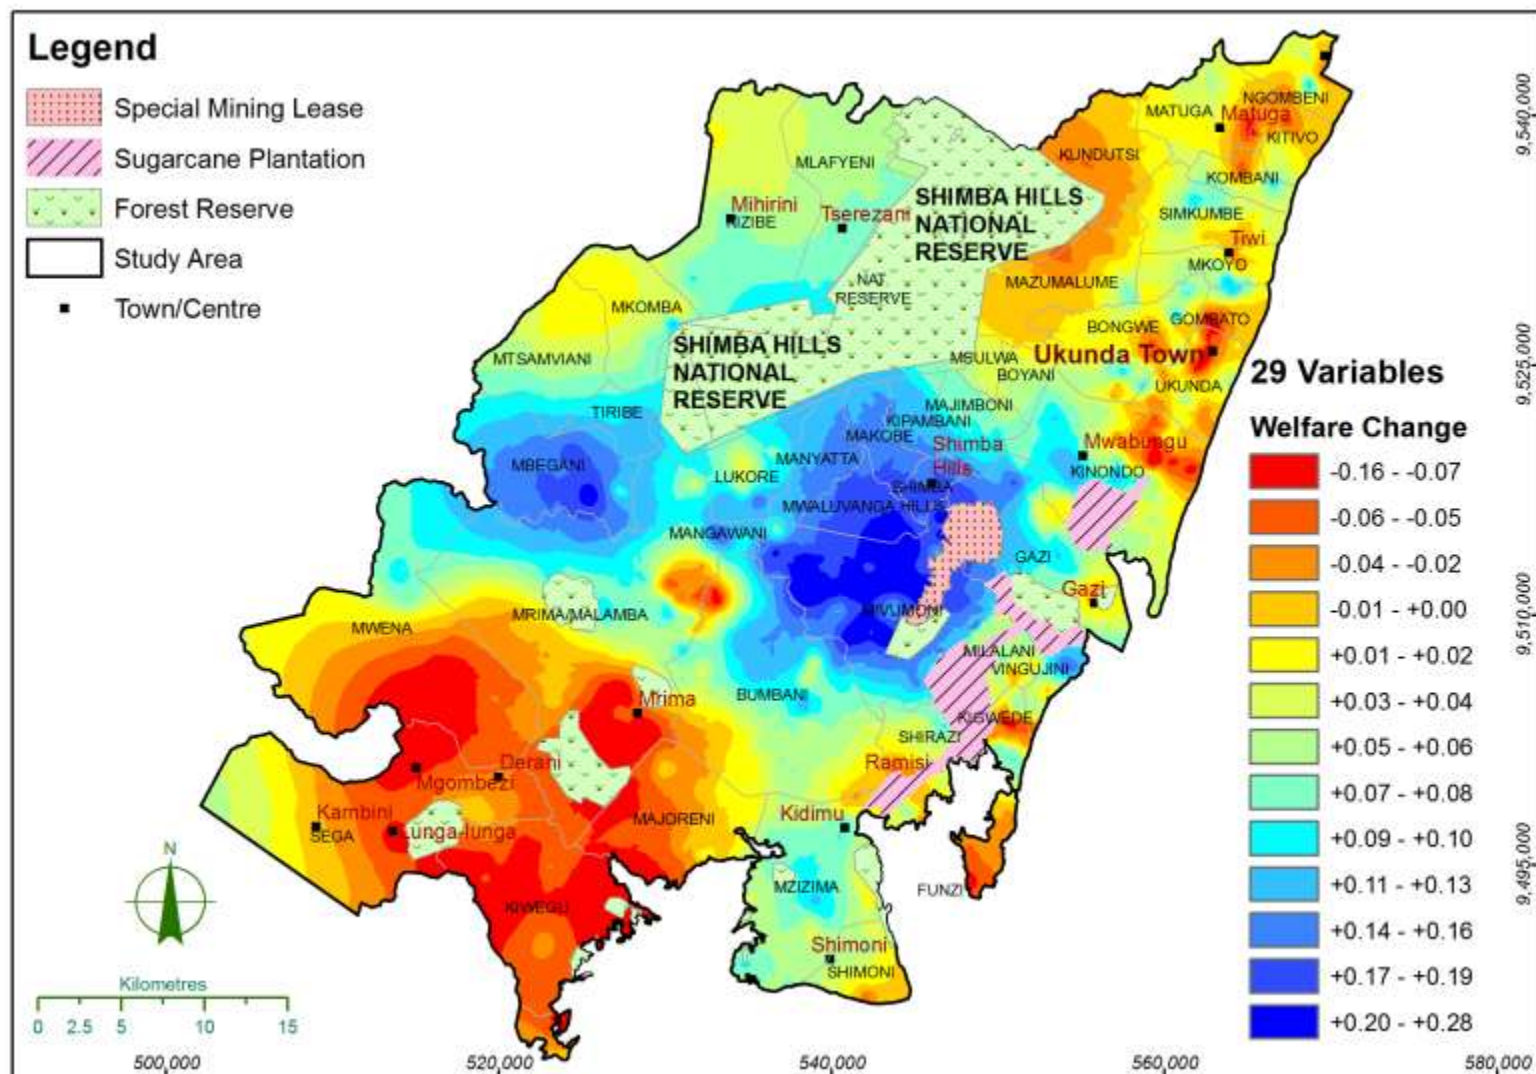 Legend
Special Mining Lease
Sugarcane Plantation
Forest Reserve
Study Area
Town/Centre
NGOMBENI
MATUGA
Matuga
KITIVO
KUNDUTSI
MLAFYENI
KOMBANI
SHIMBA HILLS
NATIONAL
RESERVE
Mihirini
Tserezani
SIMKUMBE
KIZIBE
Tiwi
MKOYO
NAT
RESERVE
MAZUMALUME
MKOMBA
GOMBATO
BONGWE
SHIMBA HILLS
NATIONAL
RESERVE
MTSAMVIANI
MSULWA
Ukunda Town
BOYANI
UKUNDA
TIRIBE
MAJIMBONI
KIPAMBANI
MAKOBE
Shimba
Hills
Mwabungu
MBEGANI
MANYATTA
LUKORE
KINONDO
SHIMBA
HILLS
MWALUVANGA
MANGAWANI
GAZI
Gazi
MRIMA/MALAMBA
MIVUMONI
MWENA
MILALANI
VINGUJINI
BUMBANI
Mrima
KIGWEDE
SHIRAZI
Ramisi
Derani
Mgombezi
Kambini
SEGA
Lunga-lunga
MAJORENI
Kidimu
MZIZIMA
FUNZI
KIWEGU
Shimoni
SHIMONI
29 Variables
Welfare Change
-0.16 - -0.07
-0.06 - -0.05
-0.04 - -0.02
-0.01 - +0.00
+0.01 - +0.02
+0.03 - +0.04
+0.05 - +0.06
+0.07 - +0.08
+0.09 - +0.10
+0.11 - +0.13
+0.14 - +0.16
+0.17 - +0.19
+0.20 - +0.28
N
Kilometres
0 2.5 5 10 15
500,000 520,000 540,000 560,000 580,000
9,540,000
9,525,000
9,510,000
9,495,000